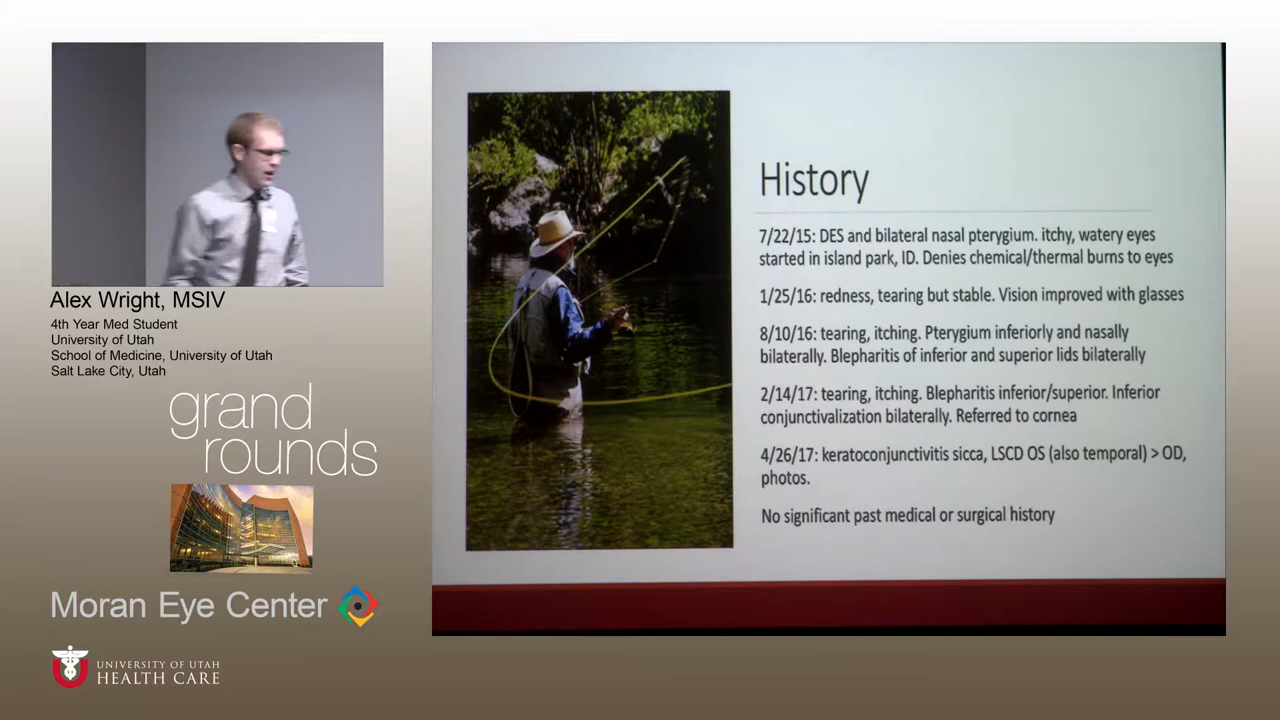 Alex Wright, MSIV
4th Year Med Student
University of Utah
School of Medicine, University of Utah
Salt Lake City, Utah
grand
rounds
Moran Eye Center
UNIVERSITY OF UTAH
HEALTH CARE
History
7/22/15: DES and bilateral nasal pterygium. itchy, watery eyes
started in island park, ID. Denies chemical/thermal burns to eyes
1/25/16: redness, tearing but stable. Vision improved with glasses
8/10/16: tearing, itching. Pterygium inferiorly and nasally
bilaterally. Blepharitis of inferior and superior lids bilaterally
2/14/17: tearing, itching. Blepharitis inferior/superior. Inferior
conjunctivalization bilaterally. Referred to cornea
4/26/17: keratoconjunctivitis sicca, LSCD OS (also temporal) > OD,
photos.
No significant past medical or surgical history